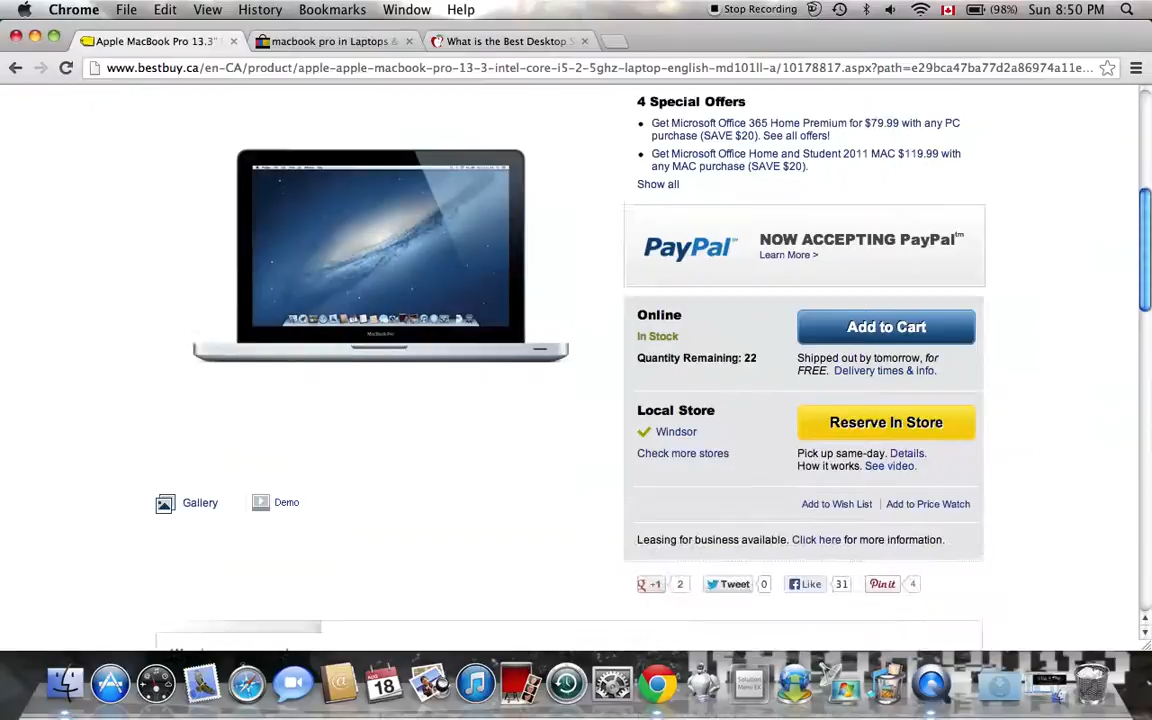 Chrome File Edit View History Bookmarks Window Help Stop Recording (98%) Sun 8:50 PM
Apple MacBook Pro 13.3" macbook pro in Laptops & What is the Best Desktop S
www.bestbuy.ca/en-CA/product/apple-apple-macbook-pro-13-3-intel-core-i5-2-5ghz-laptop-english-md101ll-a/10178817.aspx?path=e29bca47ba77d2a86974a11e...
4 Special Offers
Get Microsoft Office 365 Home Premium for $79.99 with any PC
purchase (SAVE $20). See all offers!
Get Microsoft Office Home and Student 2011 MAC $119.99 with
any MAC purchase (SAVE $20).
Show all
PayPal NOW ACCEPTING PayPal™
Learn More >
Online
In Stock
Quantity Remaining: 22
Add to Cart
Shipped out by tomorrow, for
FREE. Delivery times & info.
Local Store
Windsor
Check more stores
Reserve In Store
Pick up same-day. Details.
How it works. See video.
Add to Wish List | Add to Price Watch
Leasing for business available. Click here for more information.
Gallery Demo
+1 2 Tweet 0 Like 31 Pin it 4
MacBook Pro
AUG
18